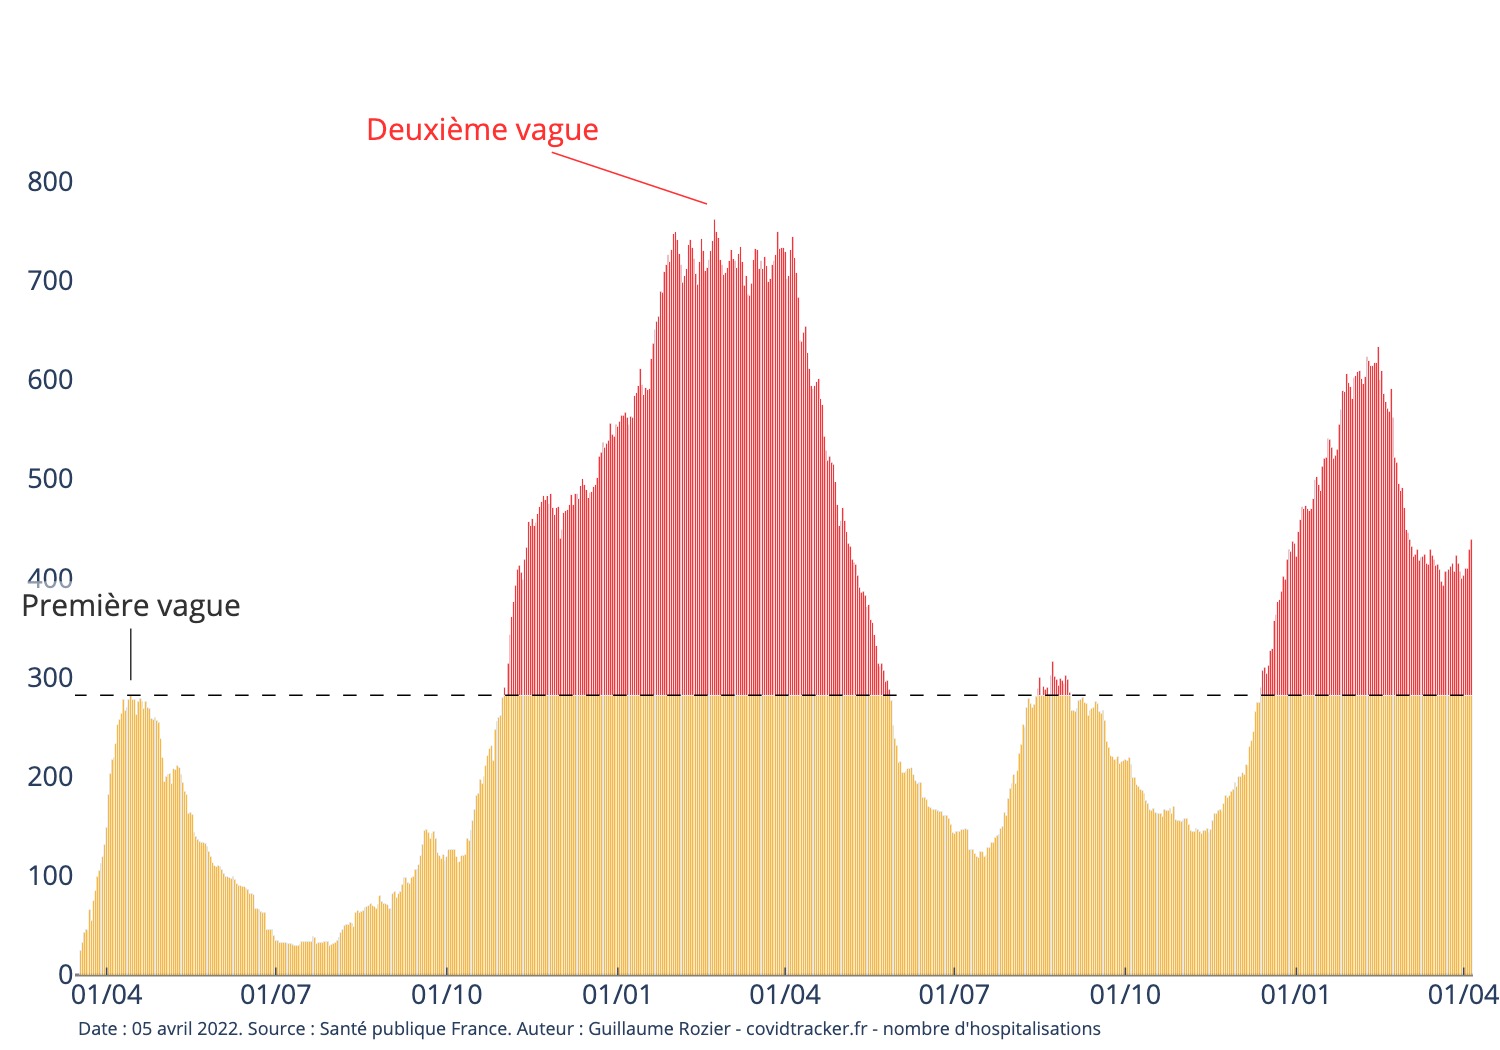 Deuxième vague
800
700
600
500
400
Première vague
300
200
100
0
01/04 01/07 01/10 01/01 01/04 01/07 01/10 01/01 01/04
Date : 05 avril 2022. Source : Santé publique France. Auteur : Guillaume Rozier - covidtracker.fr - nombre d'hospitalisations